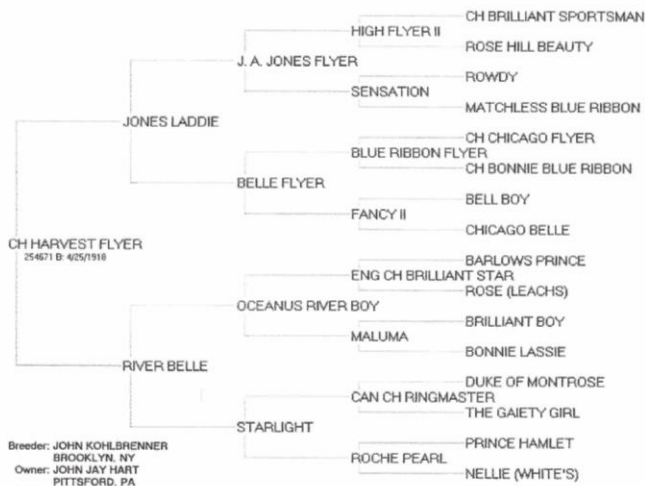 CH BRILLIANT SPORTSMAN
HIGH FLYER II
ROSE HILL BEAUTY
J. A. JONES FLYER
ROWDY
SENSATION
MATCHLESS BLUE RIBBON
JONES LADDIE
CH CHICAGO FLYER
BLUE RIBBON FLYER
CH BONNIE BLUE RIBBON
BELLE FLYER
BELL BOY
FANCY II
CHICAGO BELLE
CH HARVEST FLYER
254671 B: 4/25/1918
BARLOWS PRINCE
ENG CH BRILLIANT STAR
ROSE (LEACHS)
OCEANUS RIVER BOY
BRILLIANT BOY
MALUMA
BONNIE LASSIE
RIVER BELLE
DUKE OF MONTROSE
CAN CH RINGMASTER
THE GAIETY GIRL
STARLIGHT
PRINCE HAMLET
ROCHE PEARL
NELLIE (WHITE'S)
Breeder: JOHN KOHLBRENNER
BROOKLYN, NY
Owner: JOHN JAY HART
PITTSFORD, PA